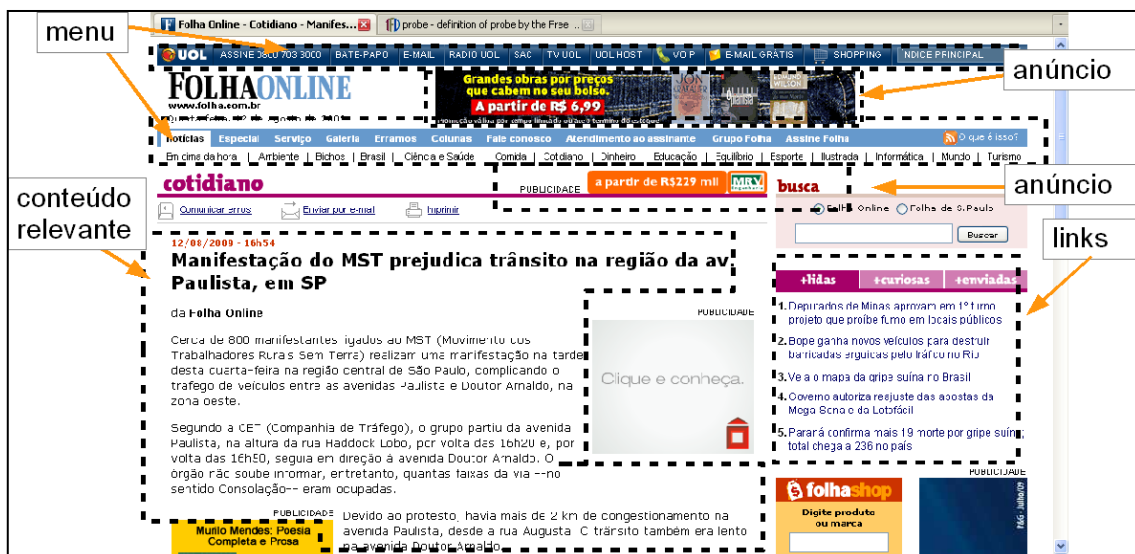 Folha Online - Cotidiano - Manifes...
probe - definition of probe by the Free ...
menu
UOL ASSINE 0800 703 3000 BATE-PAPO E-MAIL RADIO UOL SAC TV UOL UOL HOST VOIP E-MAIL GRÁTIS SHOPPING ÍNDICE PRINCIPAL
anúncio
FOLHAONLINE
www.folha.com.br
Grandes obras por preços
que cabem no seu bolso.
A partir de R$ 6,99
EDMUND
WILSON
Notícias Especial Serviço Galeria Erramos Colunas Fale conosco Atendimento ao assinante Grupo Folha Assine Folha O que é isso?
Em cima da hora | Ambiente | Bichos | Brasil | Ciência e Saúde | Comida | Cotidiano | Dinheiro | Educação | Equilíbrio | Esporte | Ilustrada | Informática | Mundo | Turismo
cotidiano
PUBLICIDADE
a partir de R$229 mil
MRV
busca
anúncio
conteúdo
relevante
Comunicar erros Enviar por e-mail Imprimir
Folha Online Folha de S.Paulo
Buscar
links
12/08/2009 - 16h54
Manifestação do MST prejudica trânsito na região da av.
Paulista, em SP
+lidas +curiosas +enviadas
da Folha Online
PUBLICIDADE
Clique e conheça.
Cerca de 800 manifestantes ligados ao MST (Movimento dos
Trabalhadores Rurais Sem Terra) realizam uma manifestação na tarde
desta quarta-feira na região central de São Paulo, complicando o
trafego de veículos entre as avenidas Paulista e Doutor Arnaldo, na
zona oeste.
Segundo a CET (Companhia de Tráfego), o grupo partiu da avenida
Paulista, na altura da rua Haddock Lobo, por volta das 16h20 e, por
volta das 16h50, seguia em direção à avenida Doutor Arnaldo. O
órgão não soube informar, entretanto, quantas faixas da via --no
sentido Consolação-- eram ocupadas.
1. Deputados de Minas aprovam em 1º turno
projeto que proíbe fumo em locais públicos
2. Bope ganha novos veículos para destruir
barricadas erguidas pelo tráfico no Rio
3. Veja o mapa da gripe suína no Brasil
4. Governo autoriza reajuste das apostas da
Mega-Sena e da Lotofácil
5. Paraná confirma mais 19 morte por gripe suína;
total chega a 236 no país
PUBLICIDADE
Murilo Mendes: Poesia
Completa e Prosa
Devido ao protesto, havia mais de 2 km de congestionamento na
avenida Paulista, desde a rua Augusta. O trânsito também era lento
na avenida Doutor Arnaldo.
folhashop
Digite produto
ou marca
PUBLICIDADE
PAG - Julho/09